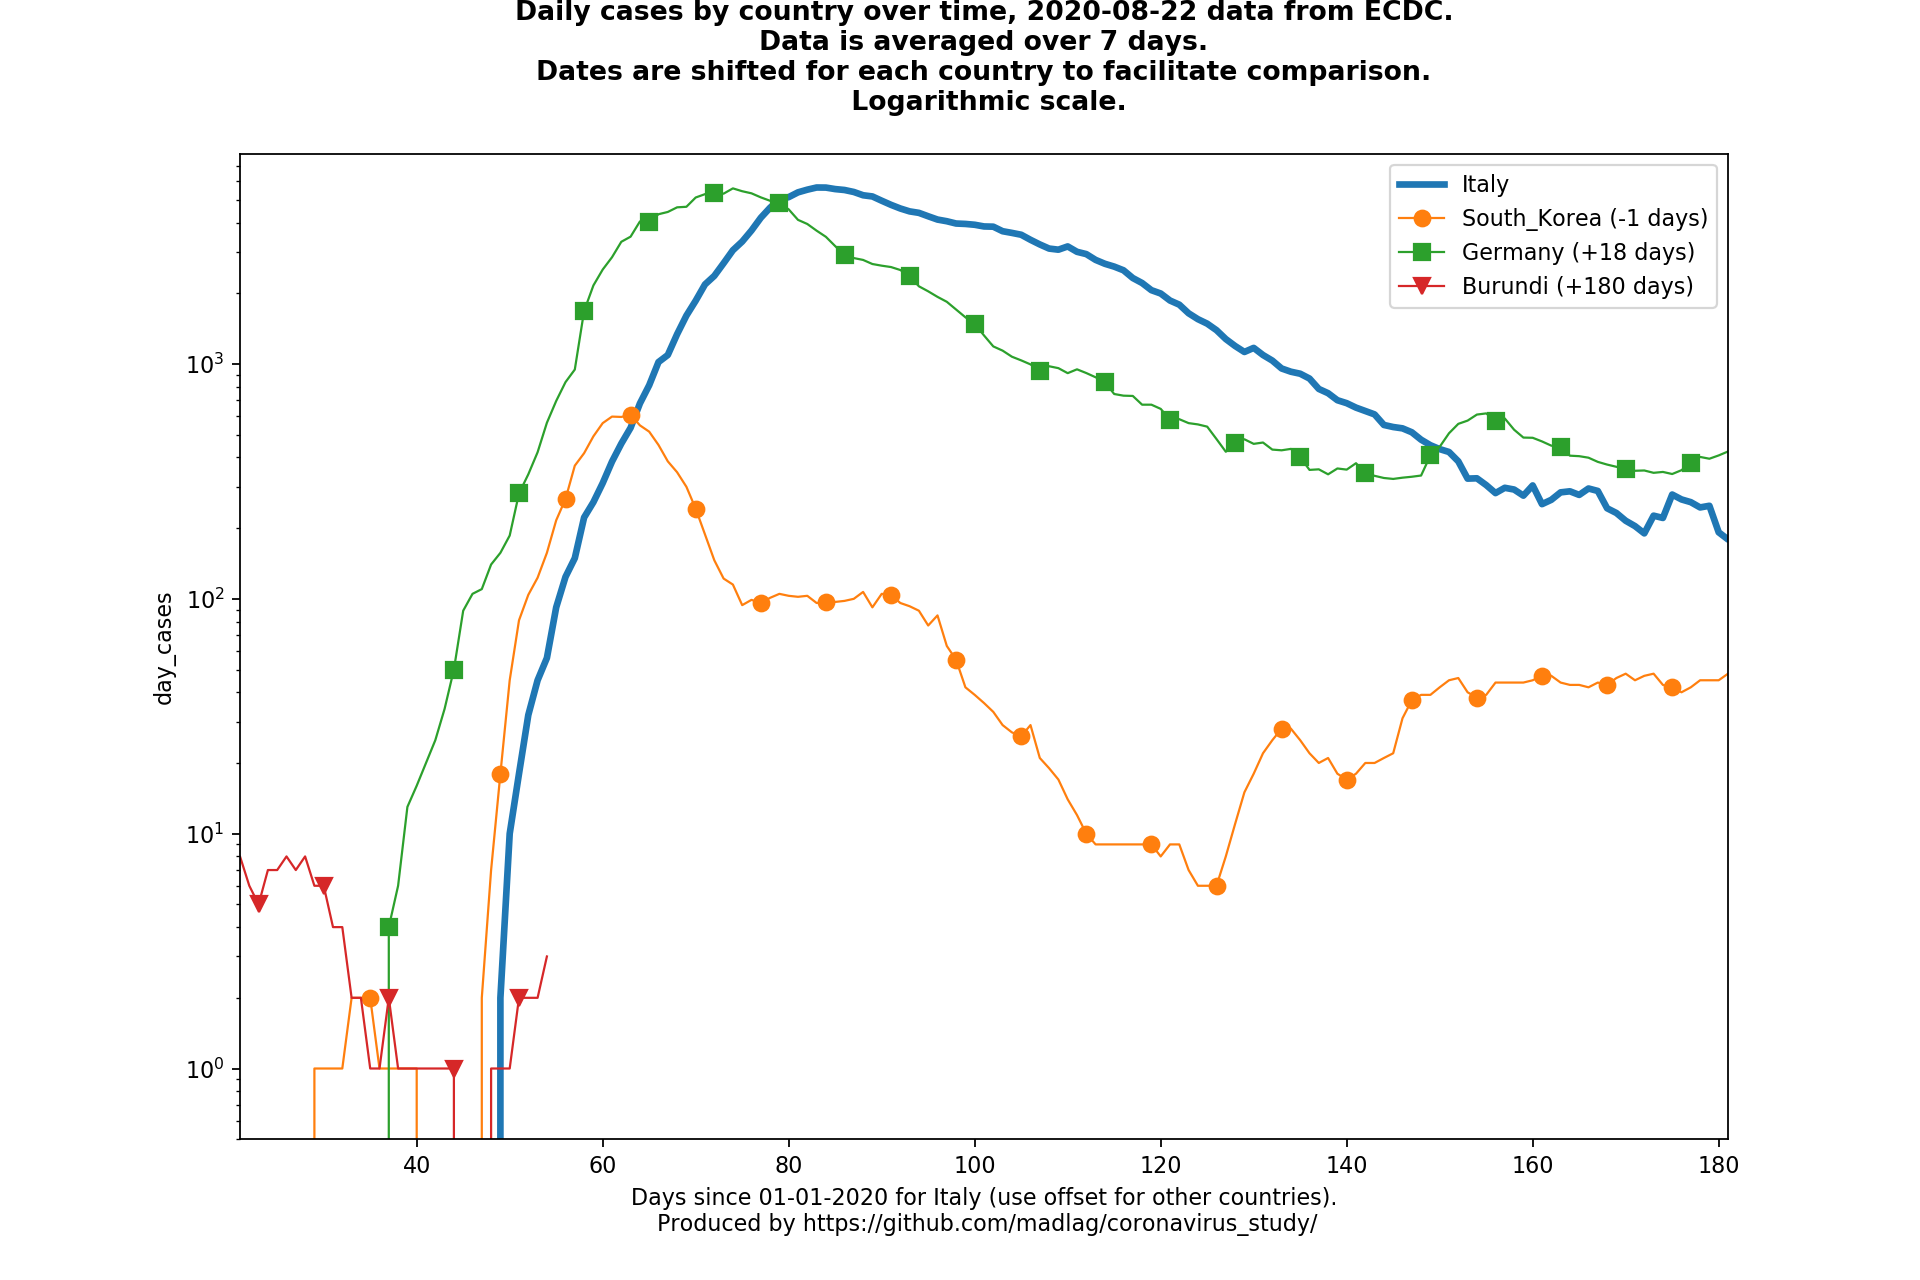 Daily cases by country over time, 2020-08-22 data from ECDC.
Data is averaged over 7 days.
Dates are shifted for each country to facilitate comparison.
Logarithmic scale.
Italy
South_Korea (-1 days)
Germany (+18 days)
Burundi (+180 days)
day_cases
10³
10²
10¹
10⁰
40 60 80 100 120 140 160 180
Days since 01-01-2020 for Italy (use offset for other countries).
Produced by https://github.com/madlag/coronavirus_study/